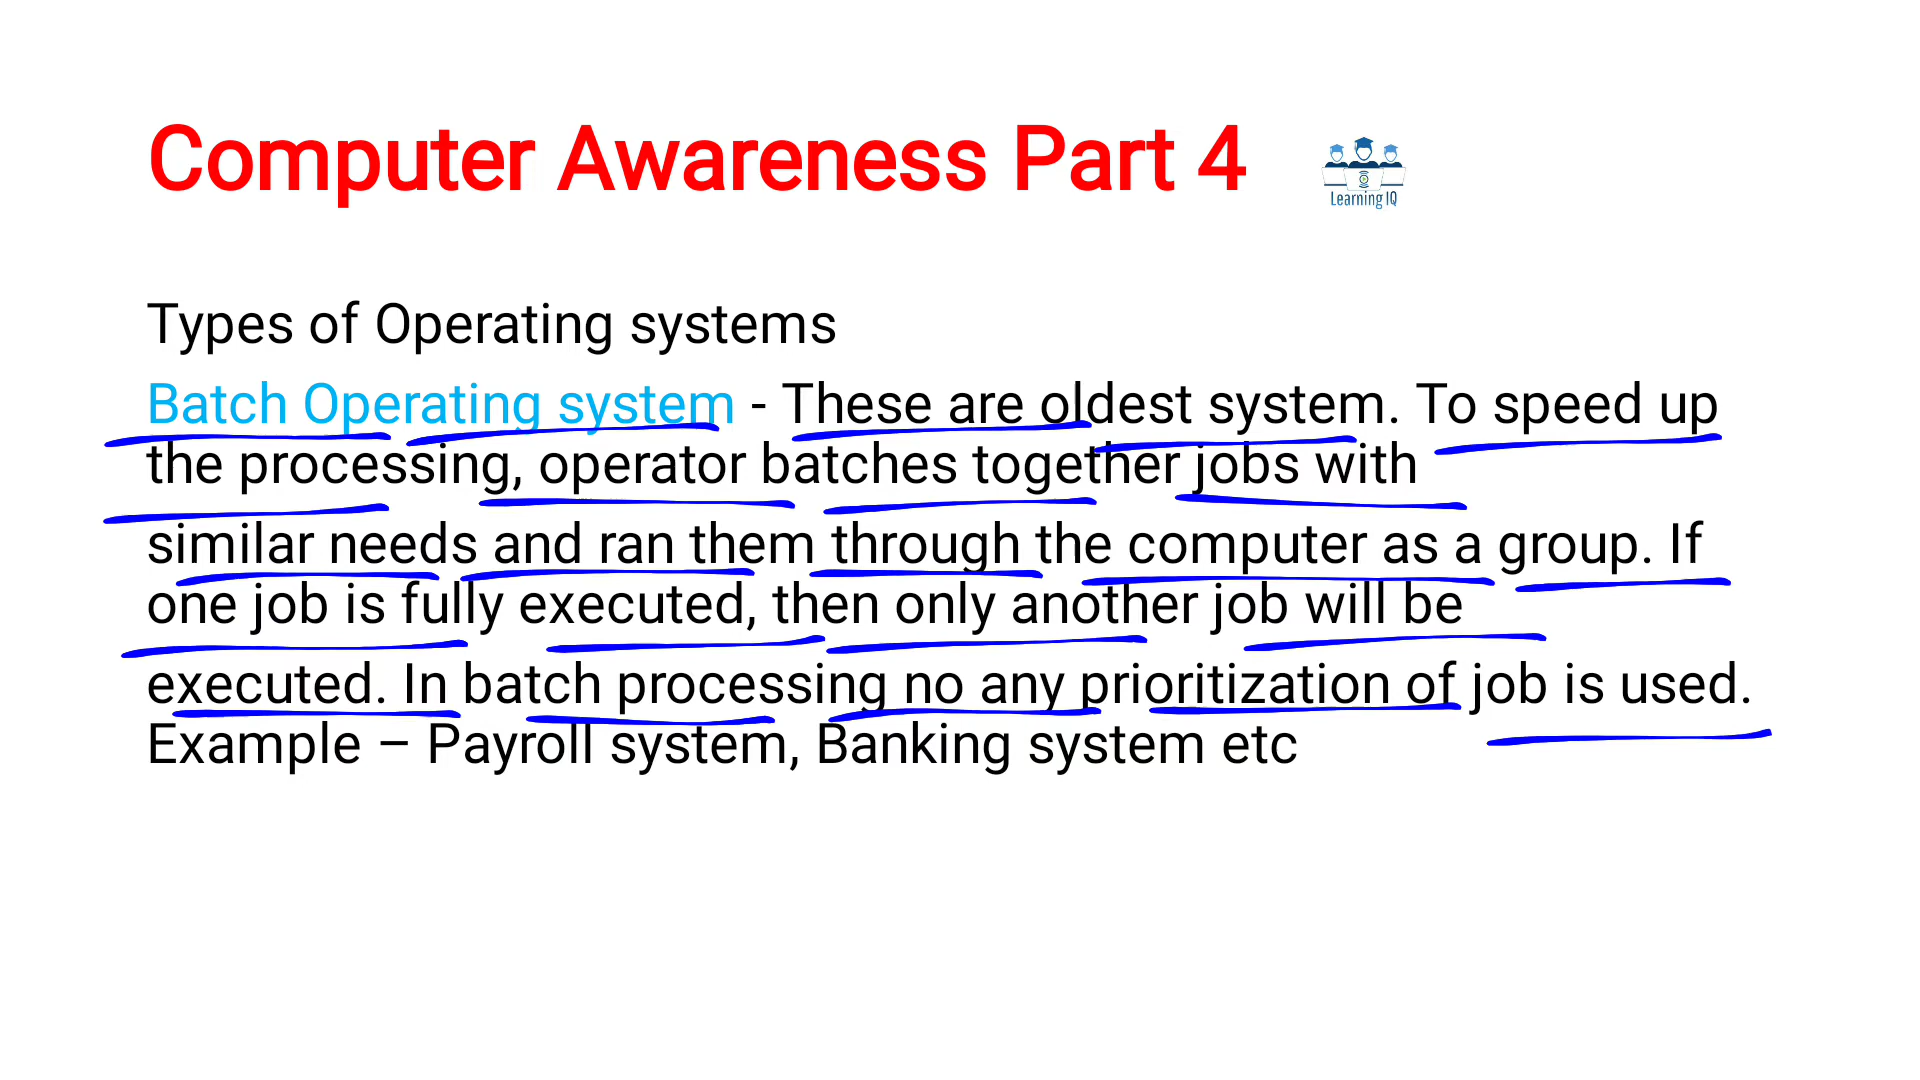 Computer Awareness Part 4
Learning IQ
Types of Operating systems
Batch Operating system - These are oldest system. To speed up
the processing, operator batches together jobs with
similar needs and ran them through the computer as a group. If
one job is fully executed, then only another job will be
executed. In batch processing no any prioritization of job is used.
Example – Payroll system, Banking system etc